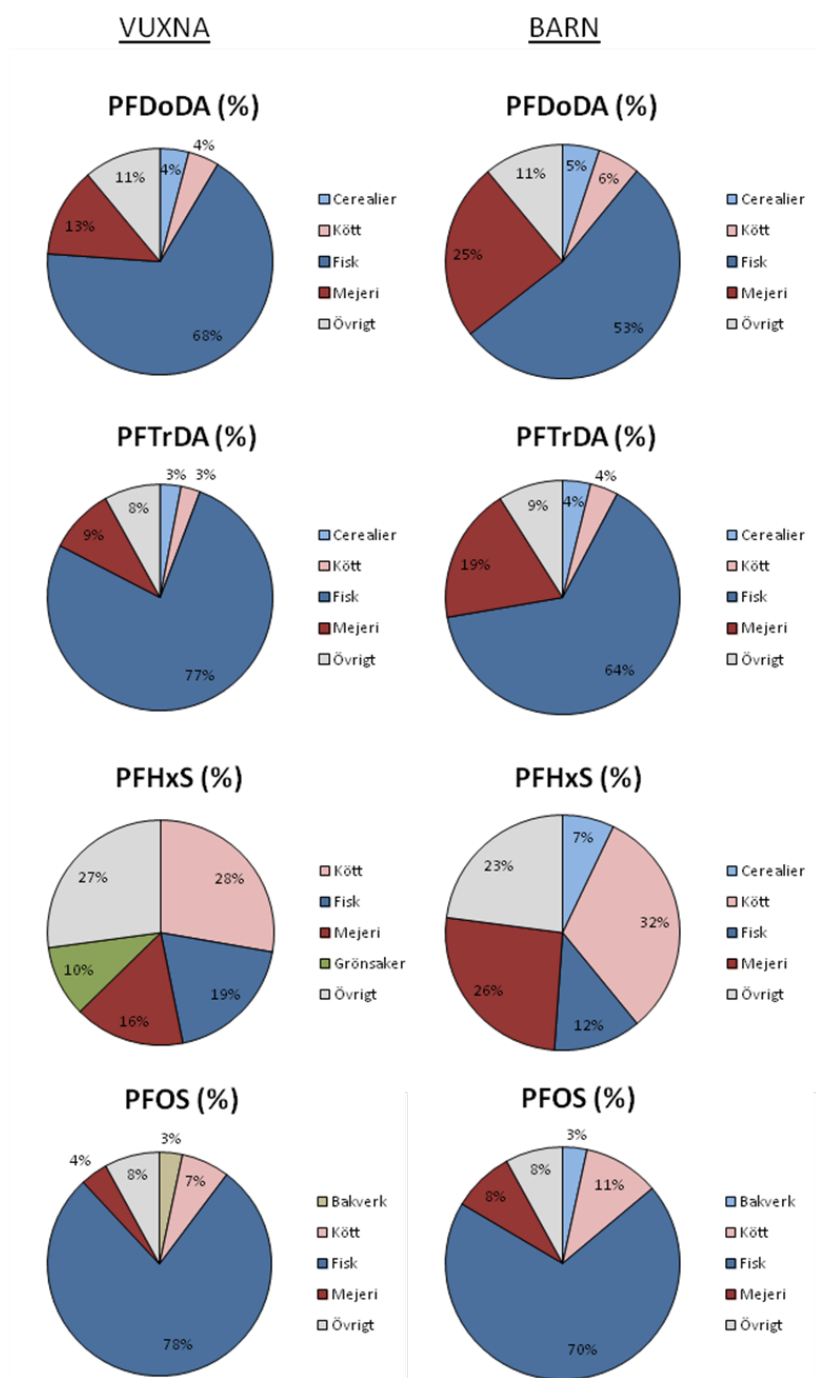 VUXNA
BARN
PFDoDA (%)
4%
4%
11%
13%
68%
Cerealier
Kött
Fisk
Mejeri
Övrigt
PFDoDA (%)
5%
6%
11%
25%
53%
Cerealier
Kött
Fisk
Mejeri
Övrigt
PFTrDA (%)
3%
3%
8%
9%
77%
Cerealier
Kött
Fisk
Mejeri
Övrigt
PFTrDA (%)
4%
4%
9%
19%
64%
Cerealier
Kött
Fisk
Mejeri
Övrigt
PFHxS (%)
27%
28%
10%
19%
16%
Kött
Fisk
Mejeri
Grönsaker
Övrigt
PFHxS (%)
7%
23%
32%
26%
12%
Cerealier
Kött
Fisk
Mejeri
Övrigt
PFOS (%)
3%
4%
8%
7%
78%
Bakverk
Kött
Fisk
Mejeri
Övrigt
PFOS (%)
3%
8%
8%
11%
70%
Bakverk
Kött
Fisk
Mejeri
Övrigt